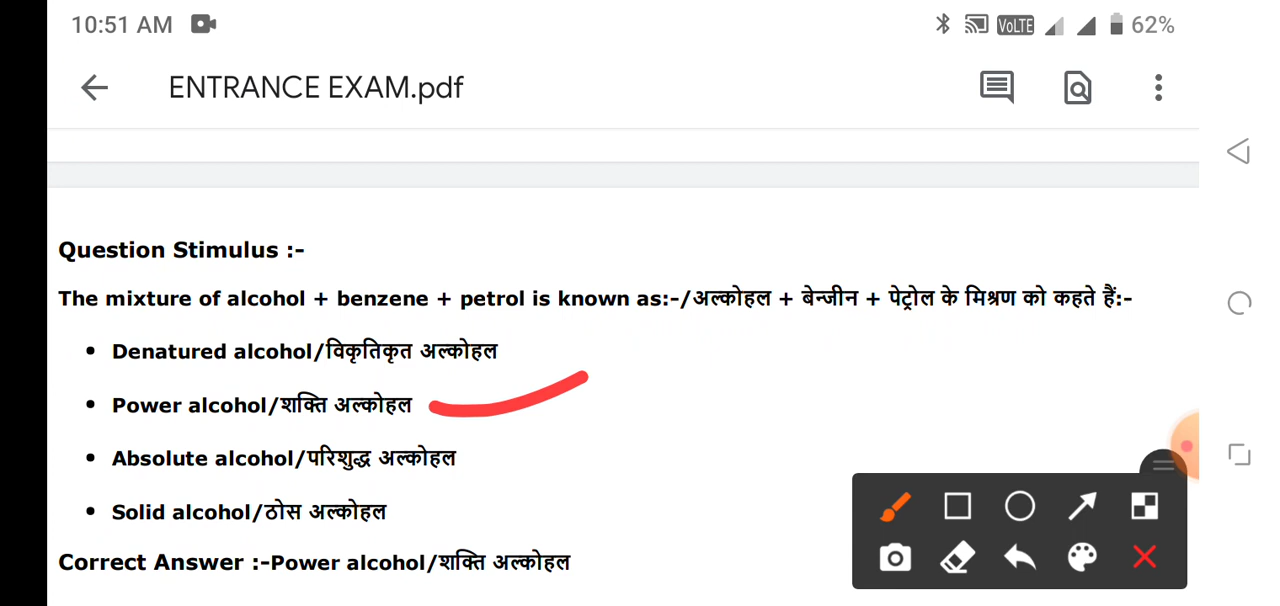 10:51 AM VoLTE 62%
ENTRANCE EXAM.pdf
Question Stimulus :-
The mixture of alcohol + benzene + petrol is known as:-/अल्कोहल + बेन्जीन + पेट्रोल के मिश्रण को कहते हैं:-
• Denatured alcohol/विकृतिकृत अल्कोहल
• Power alcohol/शक्ति अल्कोहल
• Absolute alcohol/परिशुद्ध अल्कोहल
• Solid alcohol/ठोस अल्कोहल
Correct Answer :-Power alcohol/शक्ति अल्कोहल